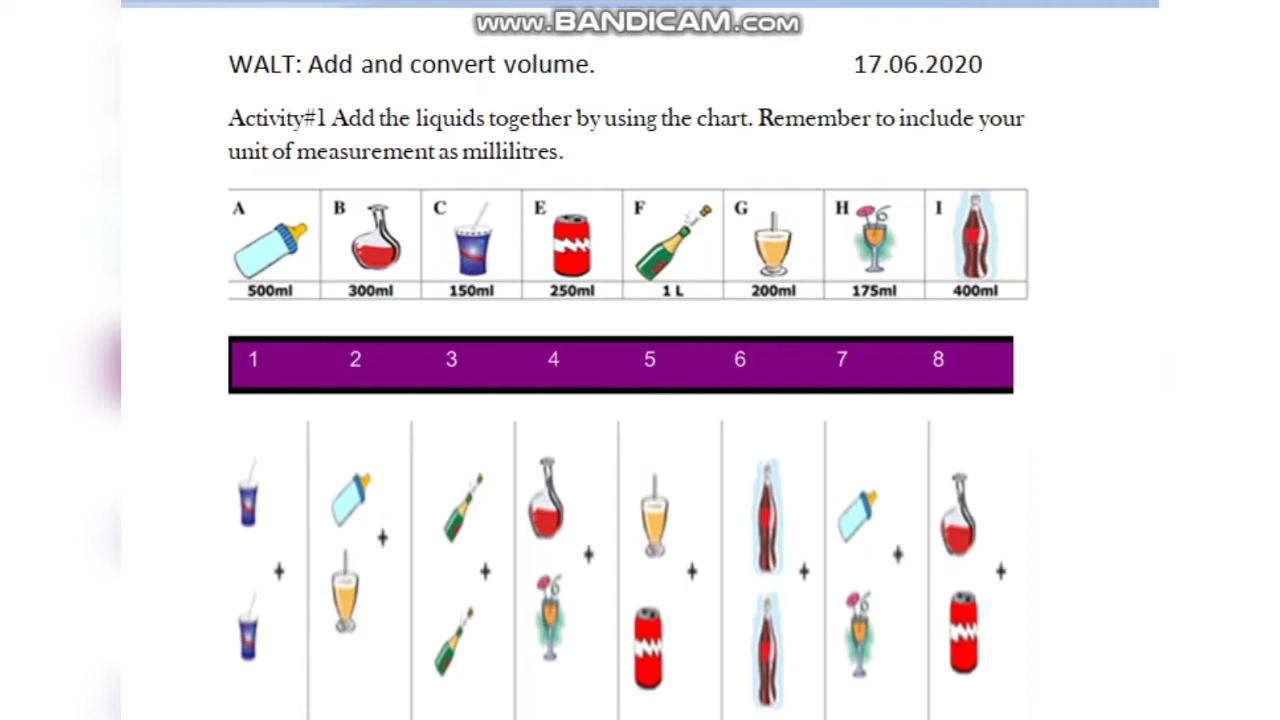 www.BANDICAM.com
WALT: Add and convert volume. 17.06.2020
Activity#1 Add the liquids together by using the chart. Remember to include your
unit of measurement as millilitres.
A B C E F G H I
500ml 300ml 150ml 250ml 1 L 200ml 175ml 400ml
1 2 3 4 5 6 7 8
+ + + + + + + +